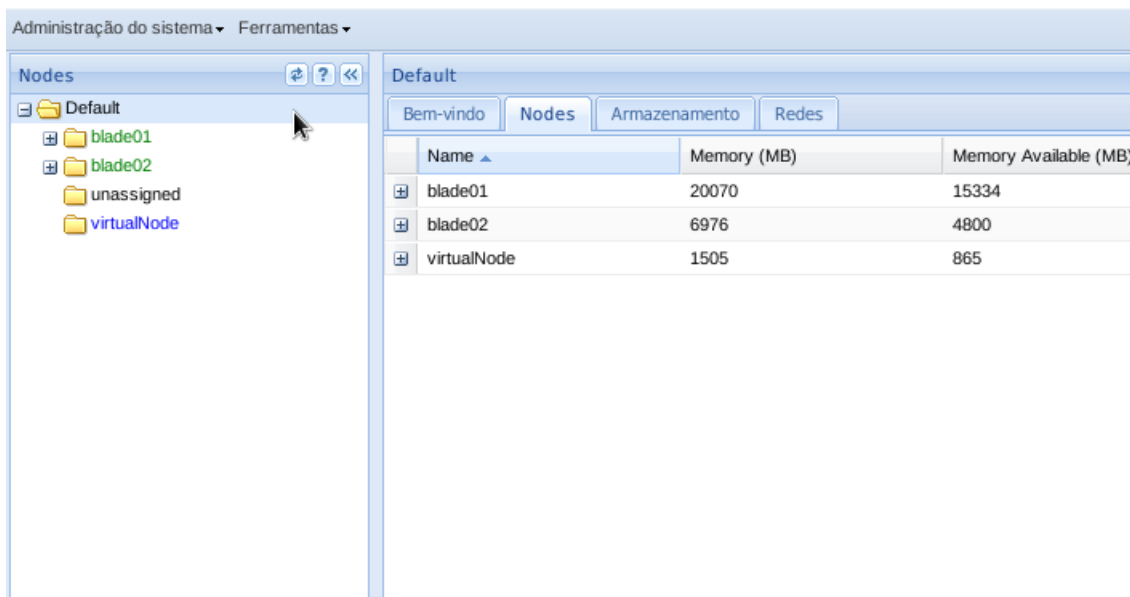 Administração do sistema Ferramentas
Nodes
Default
blade01
blade02
unassigned
virtualNode
Default
Bem-vindo Nodes Armazenamento Redes
Name Memory (MB) Memory Available (MB)
blade01 20070 15334
blade02 6976 4800
virtualNode 1505 865